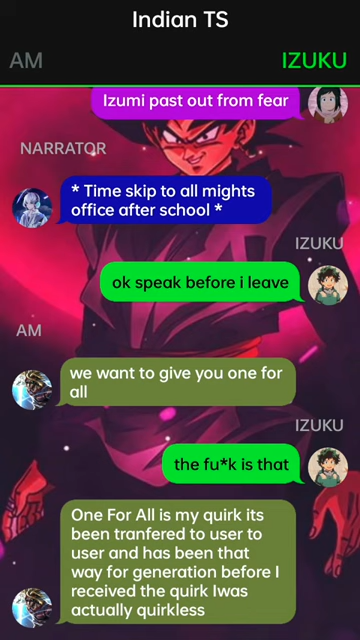 Indian TS
AM
IZUKU
Izumi past out from fear
NARRATOR
* Time skip to all mights
office after school *
IZUKU
ok speak before i leave
AM
we want to give you one for
all
IZUKU
the fu*k is that
One For All is my quirk its
been tranfered to user to
user and has been that
way for generation before I
received the quirk Iwas
actually quirkless